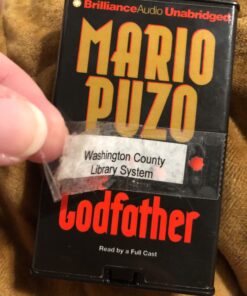 BrillianceAudio Unabridged
MARIO
PUZO
Washington County
Library System
Godfather
Read by a Full Cast